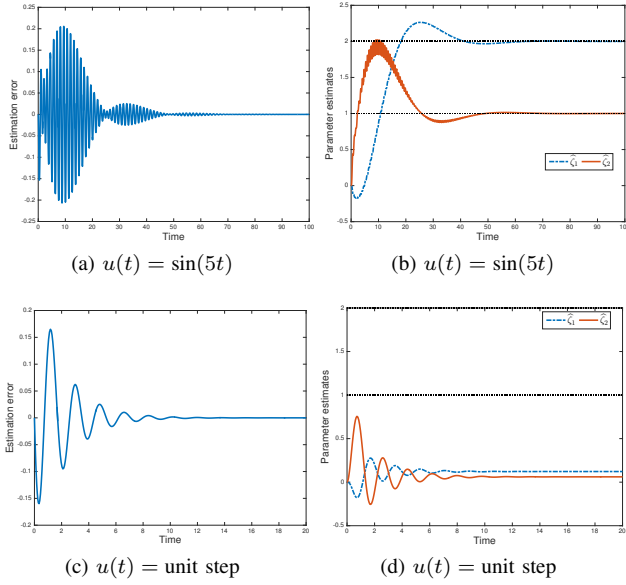 0.25
0.2
0.15
0.1
0.05
0
-0.05
-0.1
-0.15
-0.2
-0.25
0 10 20 30 40 50 60 70 80 90 100
Estimation error
Time
(a) u(t) = sin(5t)
2.5
2
1.5
1
0.5
0
-0.5
0 10 20 30 40 50 60 70 80 90 100
Parameter estimates
ζ̂₁ ζ̂₂
Time
(b) u(t) = sin(5t)
0.2
0.15
0.1
0.05
0
-0.05
-0.1
-0.15
-0.2
0 2 4 6 8 10 12 14 16 18 20
Estimation error
Time
(c) u(t) = unit step
2
1.5
1
0.5
0
-0.5
0 2 4 6 8 10 12 14 16 18 20
Parameter estimates
ζ̂₁ ζ̂₂
Time
(d) u(t) = unit step